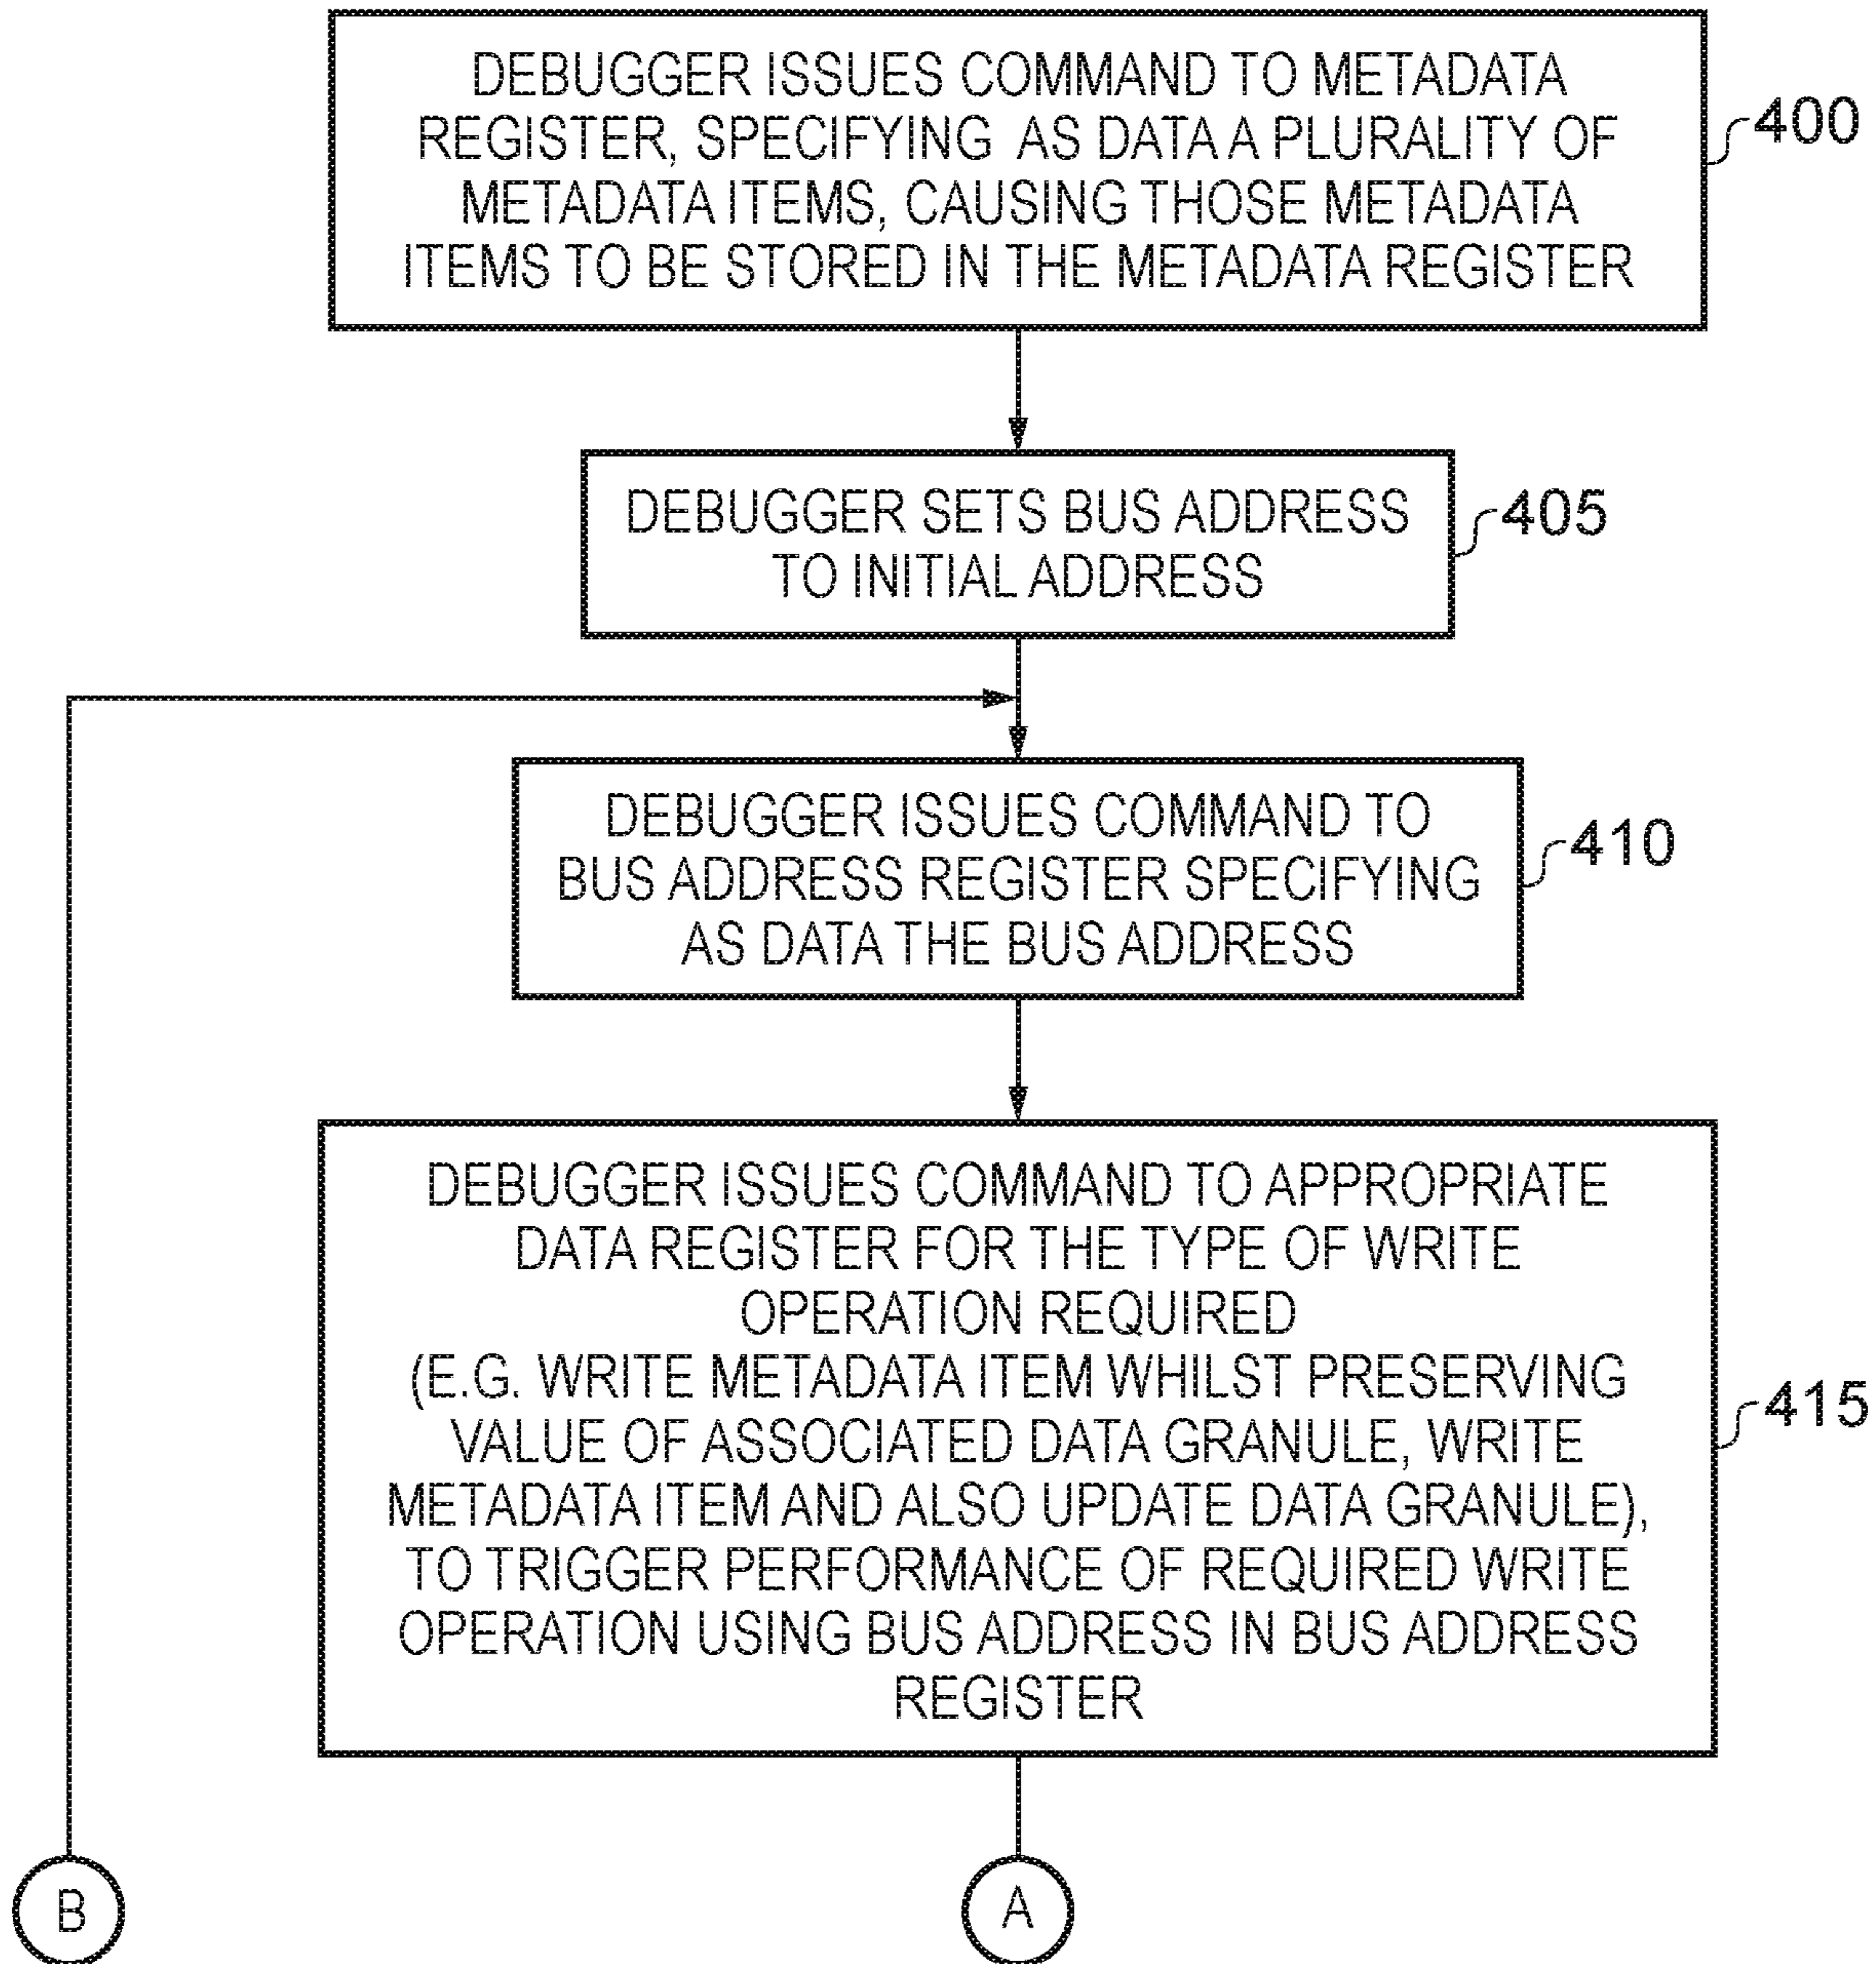 DEBUGGER ISSUES COMMAND TO METADATA
REGISTER, SPECIFYING AS DATA A PLURALITY OF
METADATA ITEMS, CAUSING THOSE METADATA
ITEMS TO BE STORED IN THE METADATA REGISTER
400
DEBUGGER SETS BUS ADDRESS
TO INITIAL ADDRESS
405
DEBUGGER ISSUES COMMAND TO
BUS ADDRESS REGISTER SPECIFYING
AS DATA THE BUS ADDRESS
410
DEBUGGER ISSUES COMMAND TO APPROPRIATE
DATA REGISTER FOR THE TYPE OF WRITE
OPERATION REQUIRED
(E.G. WRITE METADATA ITEM WHILST PRESERVING
VALUE OF ASSOCIATED DATA GRANULE, WRITE
METADATA ITEM AND ALSO UPDATE DATA GRANULE),
TO TRIGGER PERFORMANCE OF REQUIRED WRITE
OPERATION USING BUS ADDRESS IN BUS ADDRESS
REGISTER
415
B
A